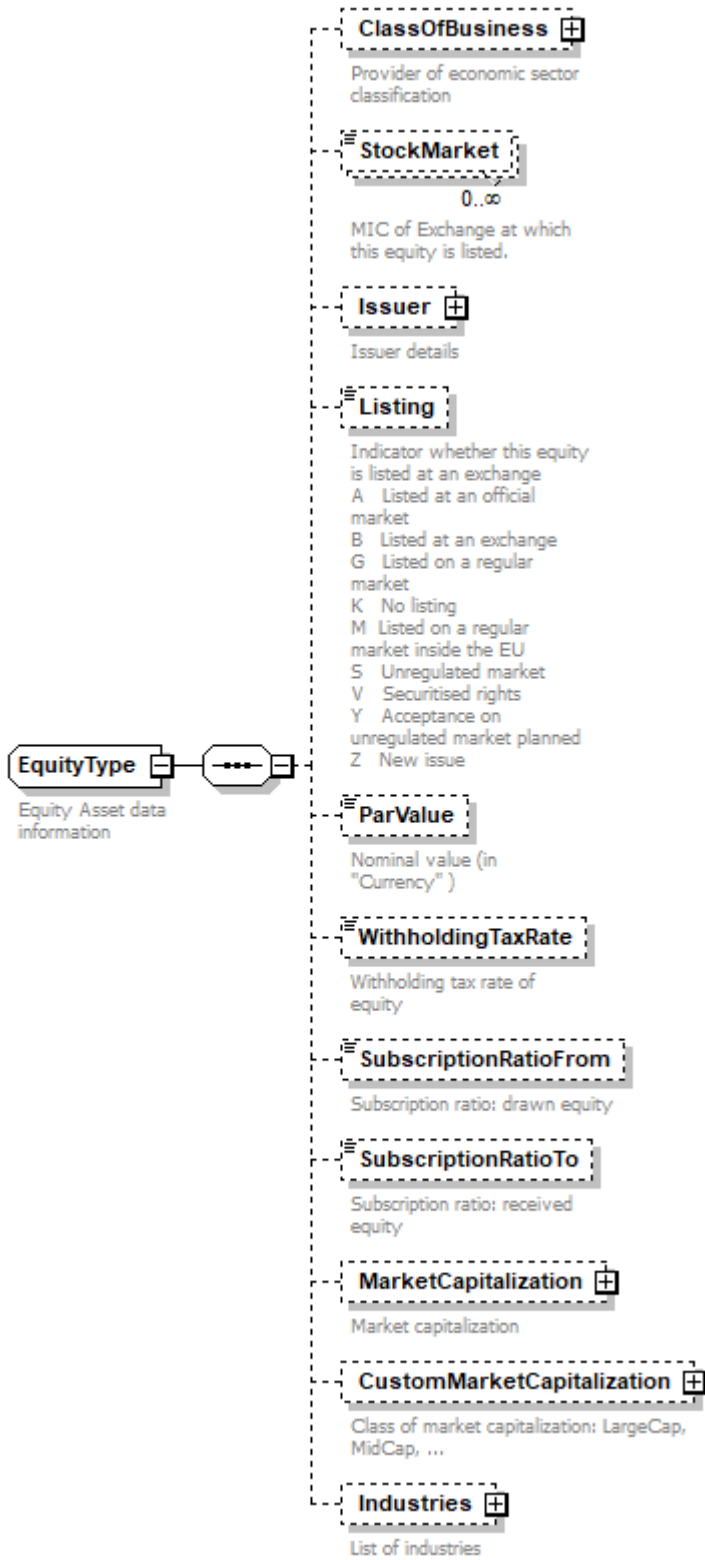 ClassOfBusiness
Provider of economic sector
classification
StockMarket
0..∞
MIC of Exchange at which
this equity is listed.
Issuer
Issuer details
Listing
Indicator whether this equity
is listed at an exchange
A Listed at an official
market
B Listed at an exchange
G Listed on a regular
market
K No listing
M Listed on a regular
market inside the EU
S Unregulated market
V Securitised rights
Y Acceptance on
unregulated market planned
Z New issue
EquityType
Equity Asset data
information
ParValue
Nominal value (in
"Currency" )
WithholdingTaxRate
Withholding tax rate of
equity
SubscriptionRatioFrom
Subscription ratio: drawn equity
SubscriptionRatioTo
Subscription ratio: received
equity
MarketCapitalization
Market capitalization
CustomMarketCapitalization
Class of market capitalization: LargeCap,
MidCap, ...
Industries
List of industries